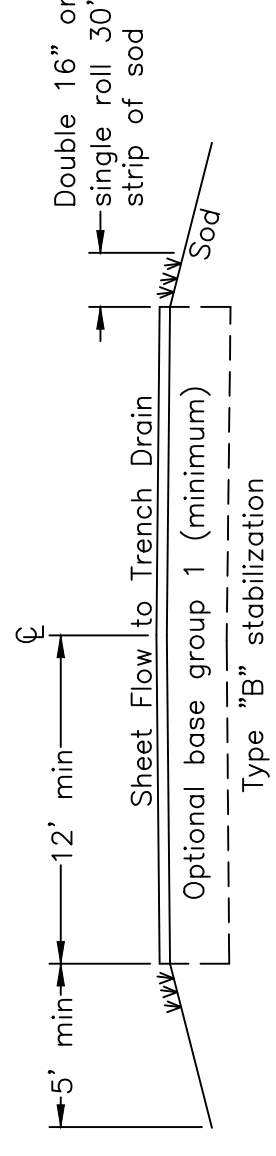 ℄
5' min
12' min
Double 16" or
single roll 30"
strip of sod
Sheet Flow to Trench Drain
Sod
Optional base group 1 (minimum)
Type "B" stabilization